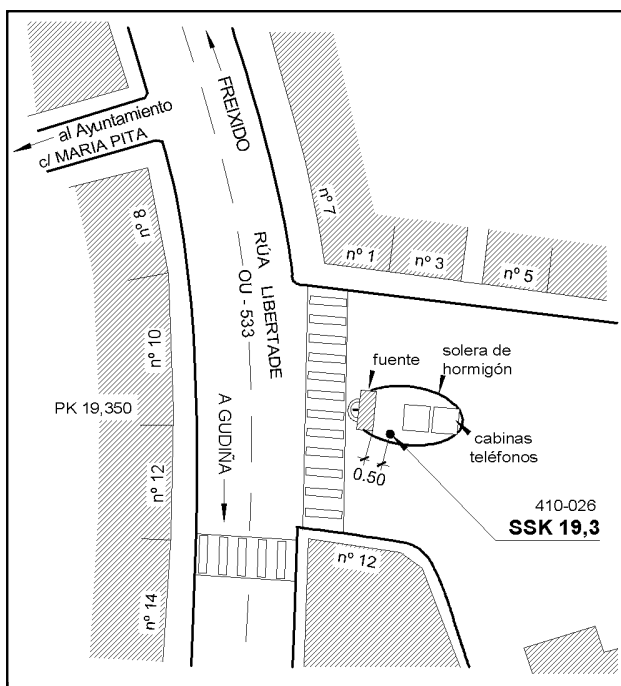 FREIXIDO
al Ayuntamiento
c/ MARIA PITA
nº 8
nº 7
nº 1
nº 3
nº 5
RÚA LIBERTADE
OU - 533
nº 10
fuente
solera de
hormigón
PK 19,350
A GUDIÑA
cabinas
teléfonos
0.50
nº 12
410-026
SSK 19,3
nº 12
nº 14